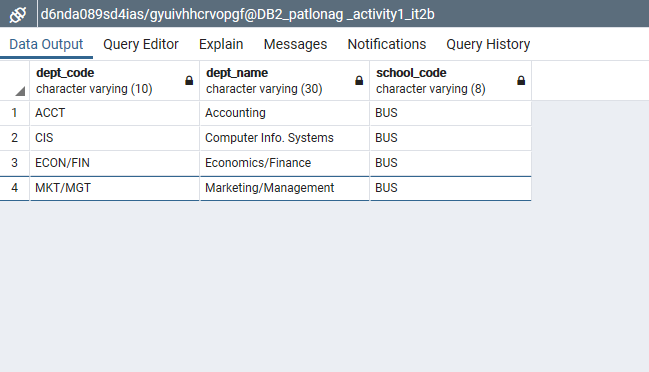 d6nda089sd4ias/gyuivhhcrvopgf@DB2_patlonag _activity1_it2b
Data Output Query Editor Explain Messages Notifications Query History
dept_code dept_name school_code
character varying (10) character varying (30) character varying (8)
1 ACCT Accounting BUS
2 CIS Computer Info. Systems BUS
3 ECON/FIN Economics/Finance BUS
4 MKT/MGT Marketing/Management BUS